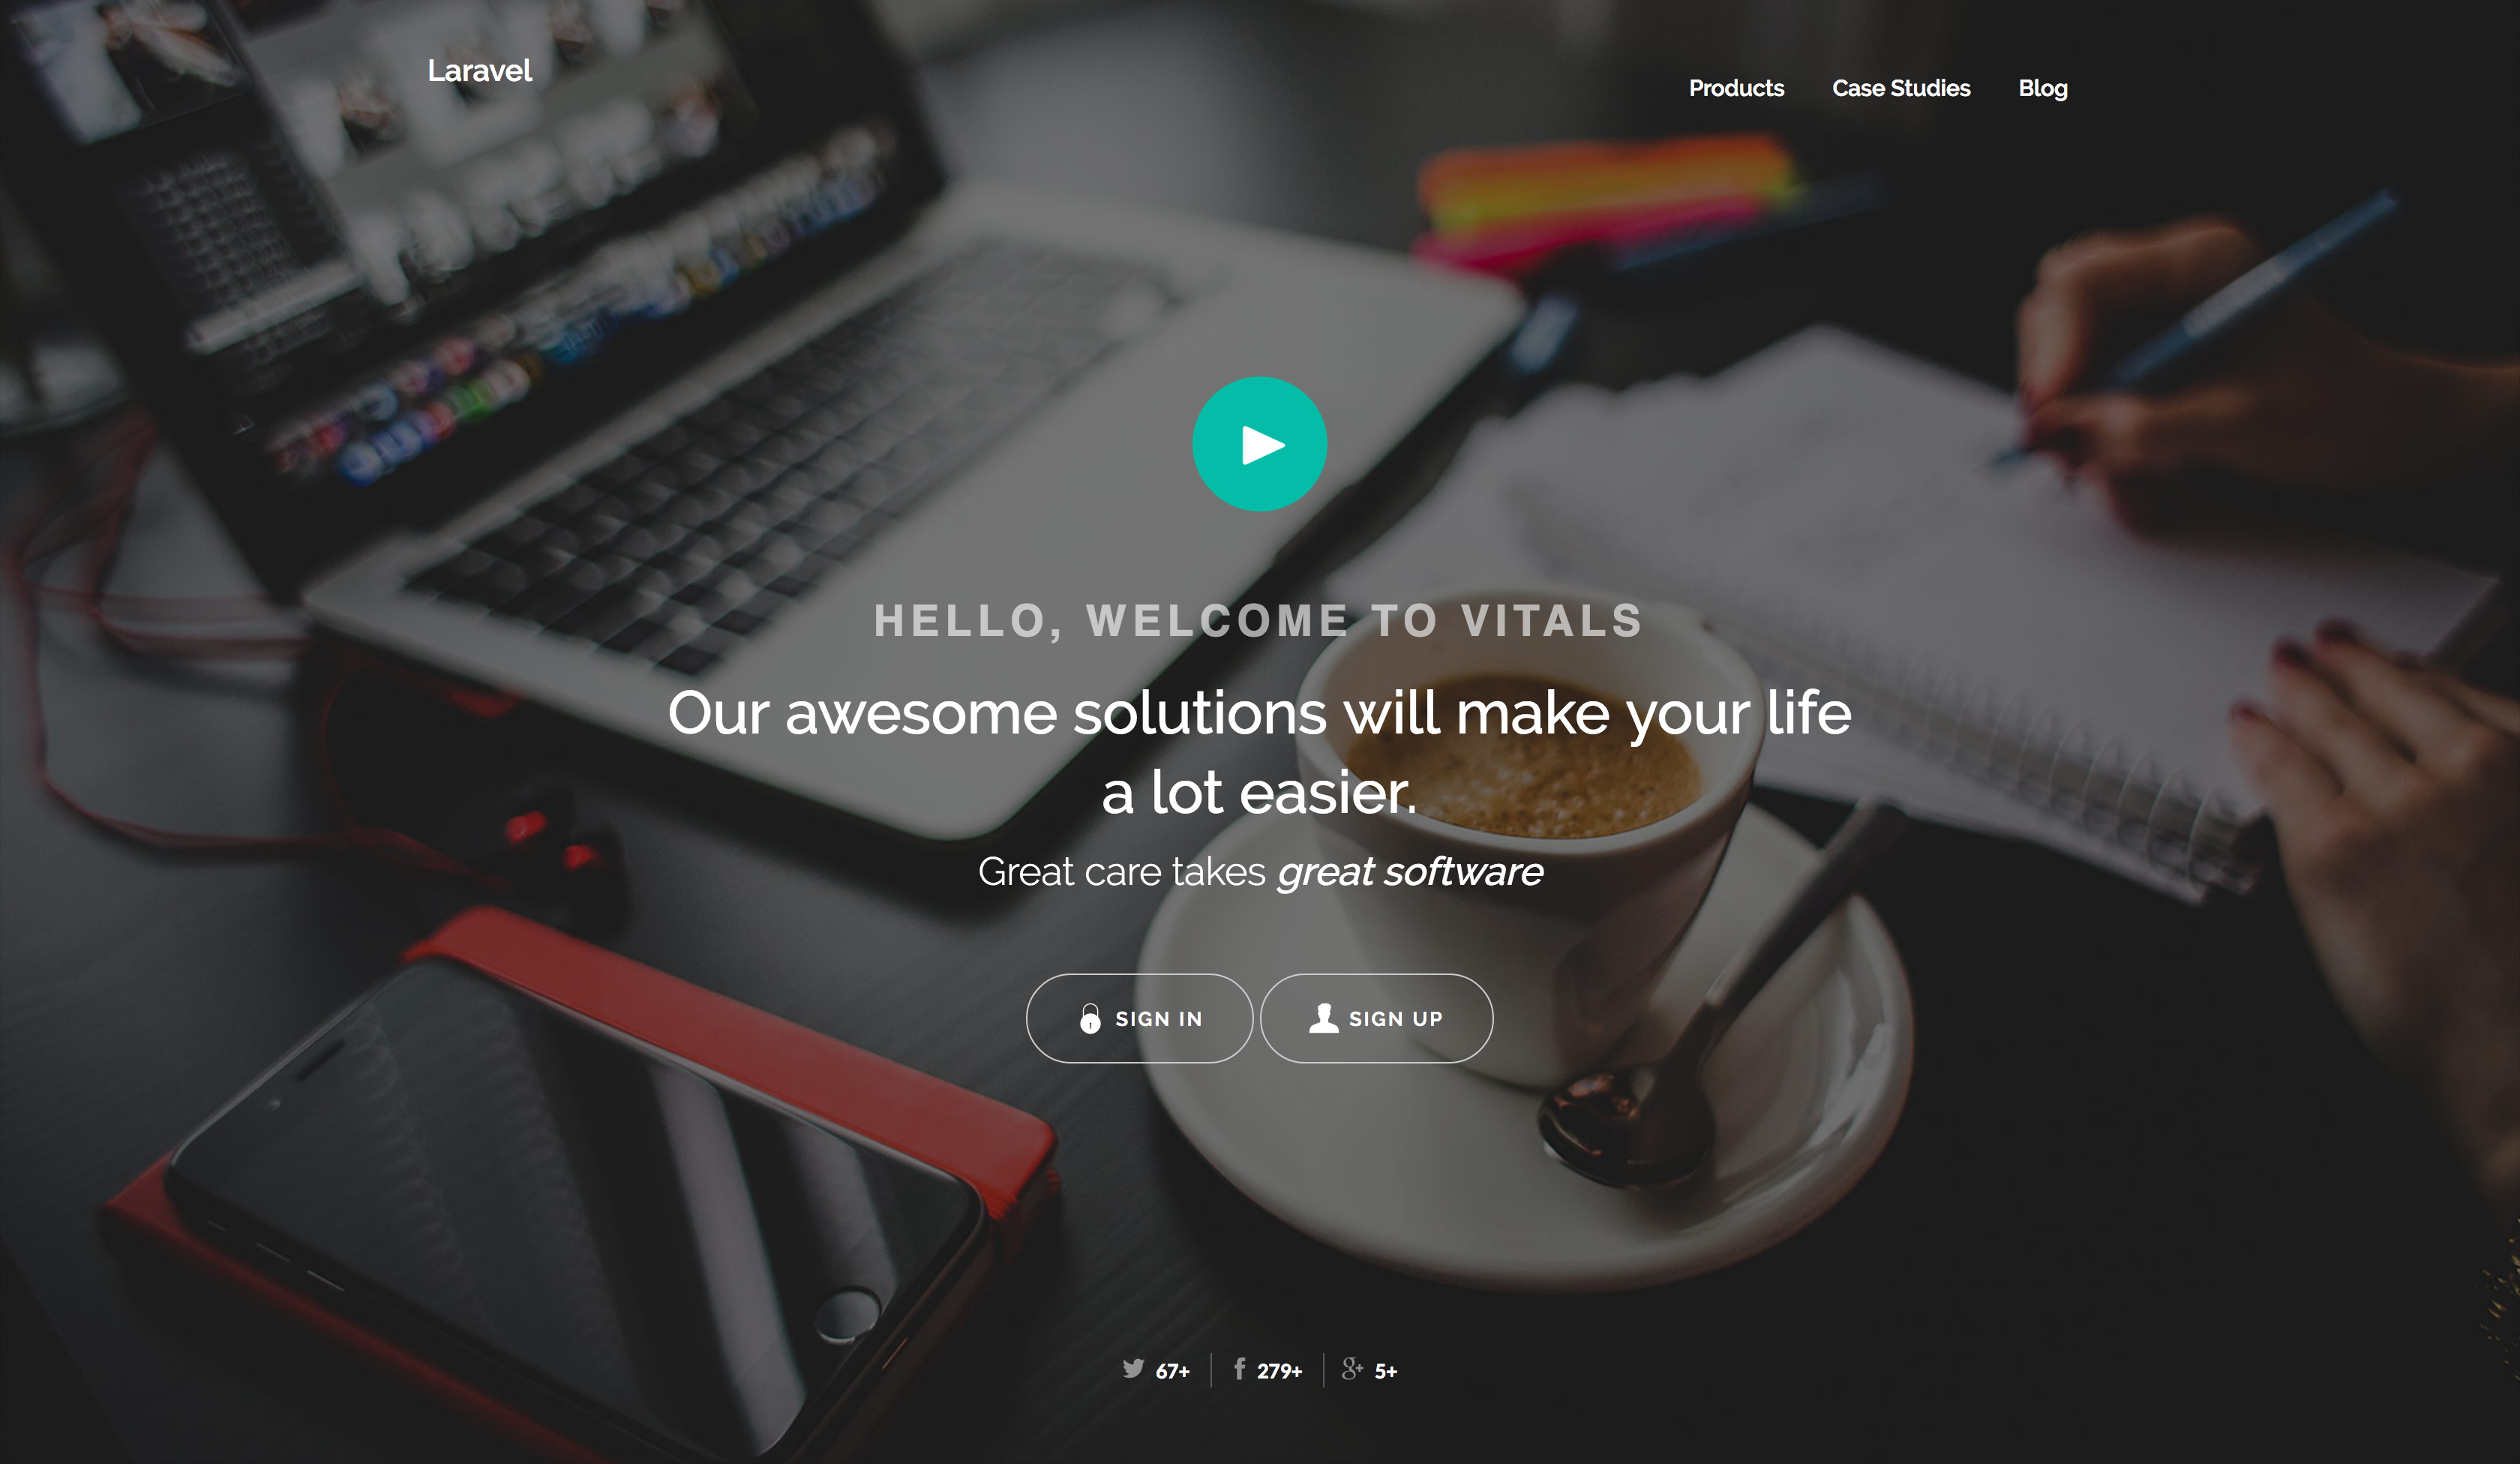 Laravel
Products Case Studies Blog
HELLO, WELCOME TO VITALS
Our awesome solutions will make your life
a lot easier.
Great care takes great software
SIGN IN SIGN UP
67+ 279+ 5+